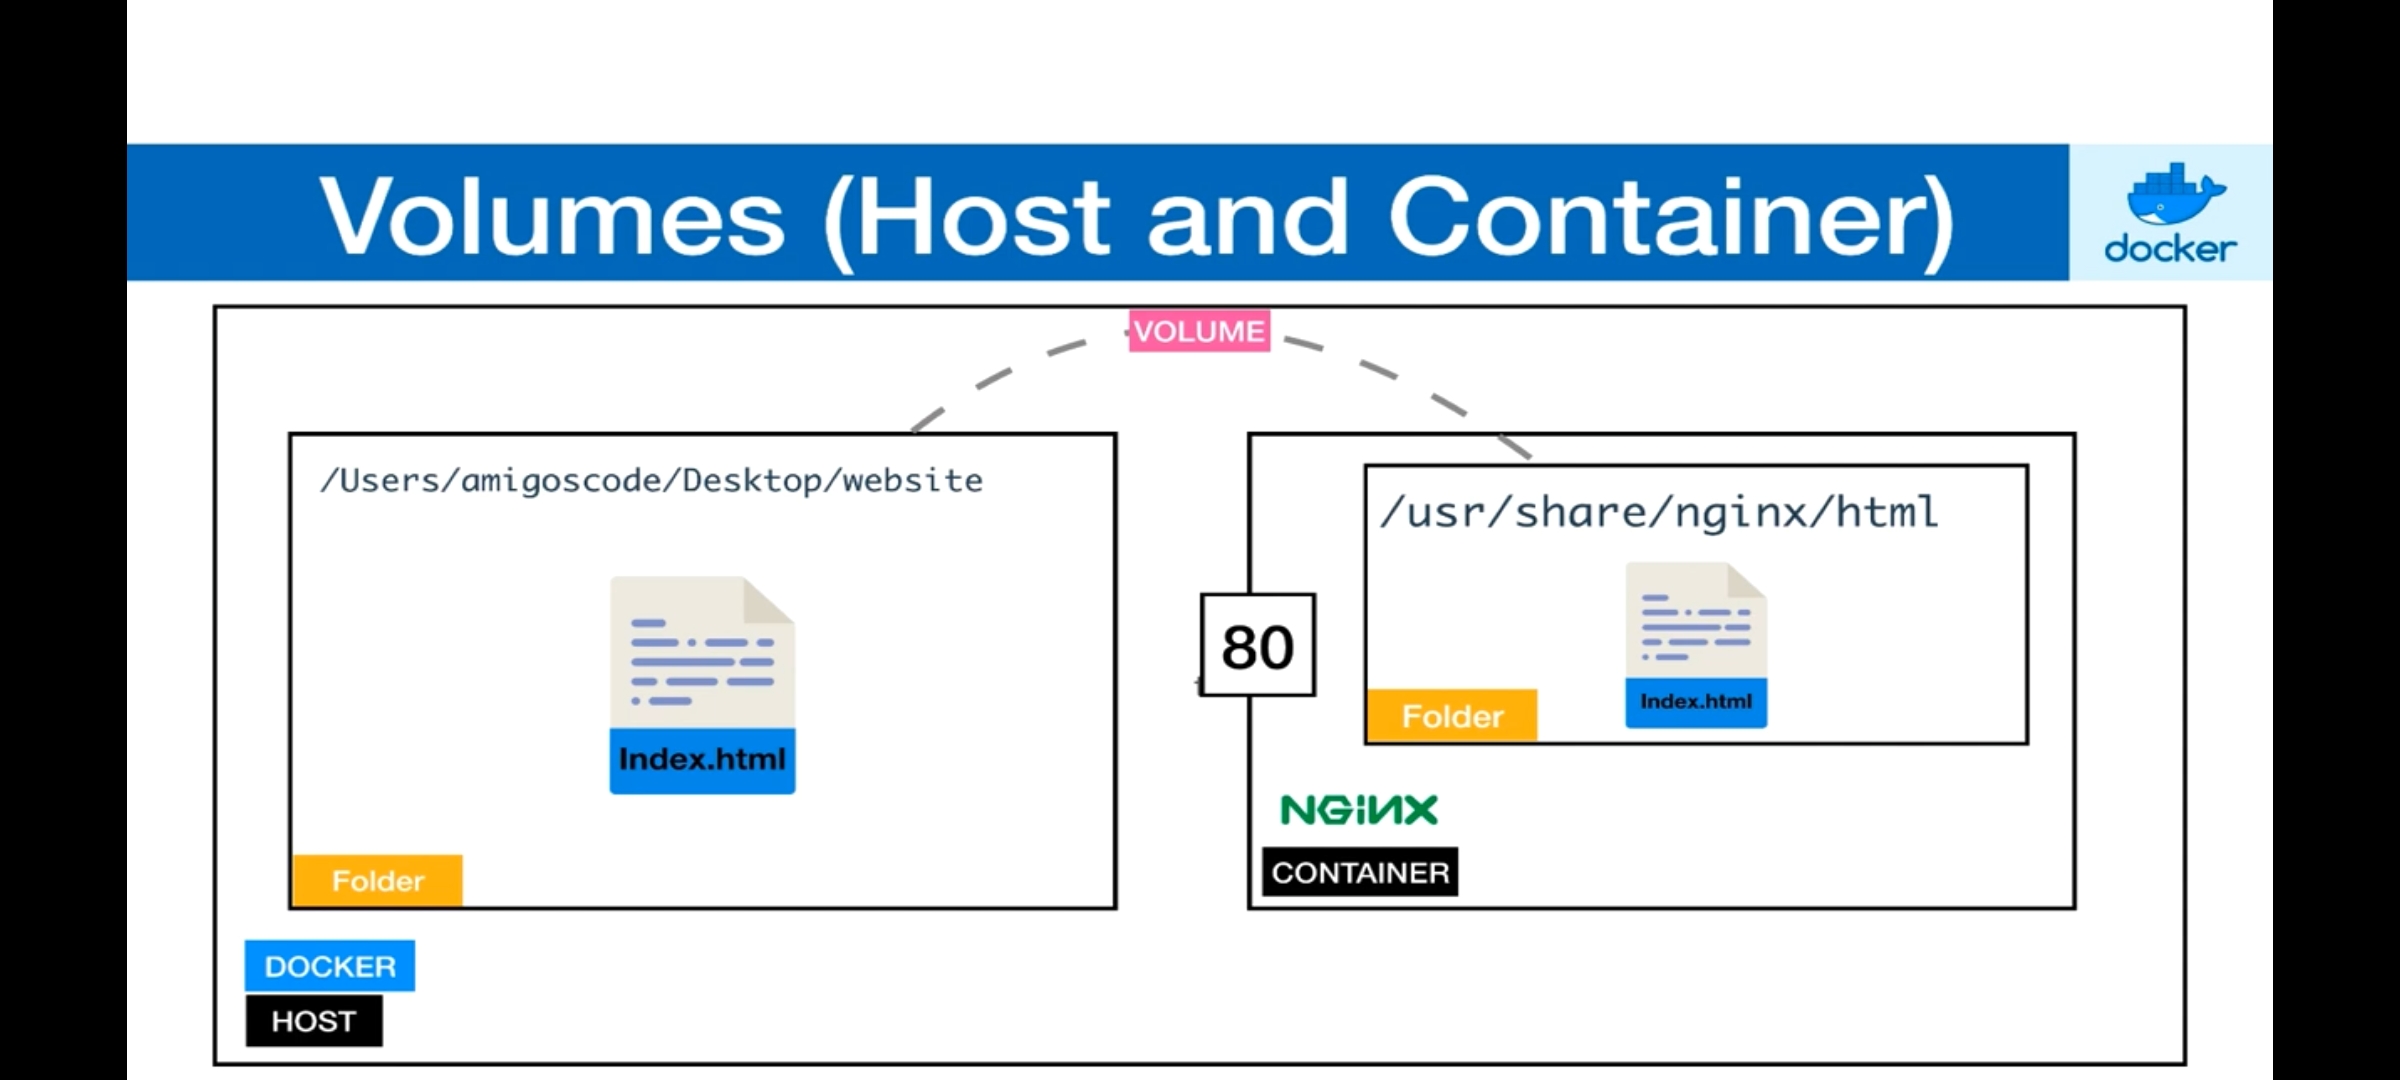 Volumes (Host and Container)
docker
VOLUME
/Users/amigoscode/Desktop/website
Index.html
Folder
/usr/share/nginx/html
Index.html
Folder
80
NGINX
CONTAINER
DOCKER
HOST